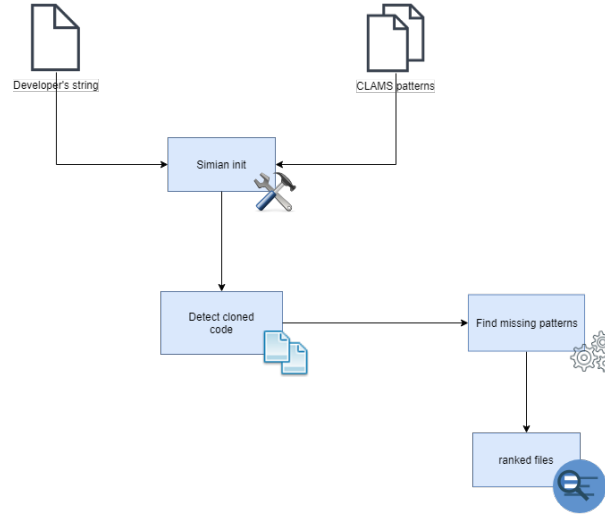 Developer's string
CLAMS patterns
Simian init
Detect cloned
code
Find missing patterns
ranked files